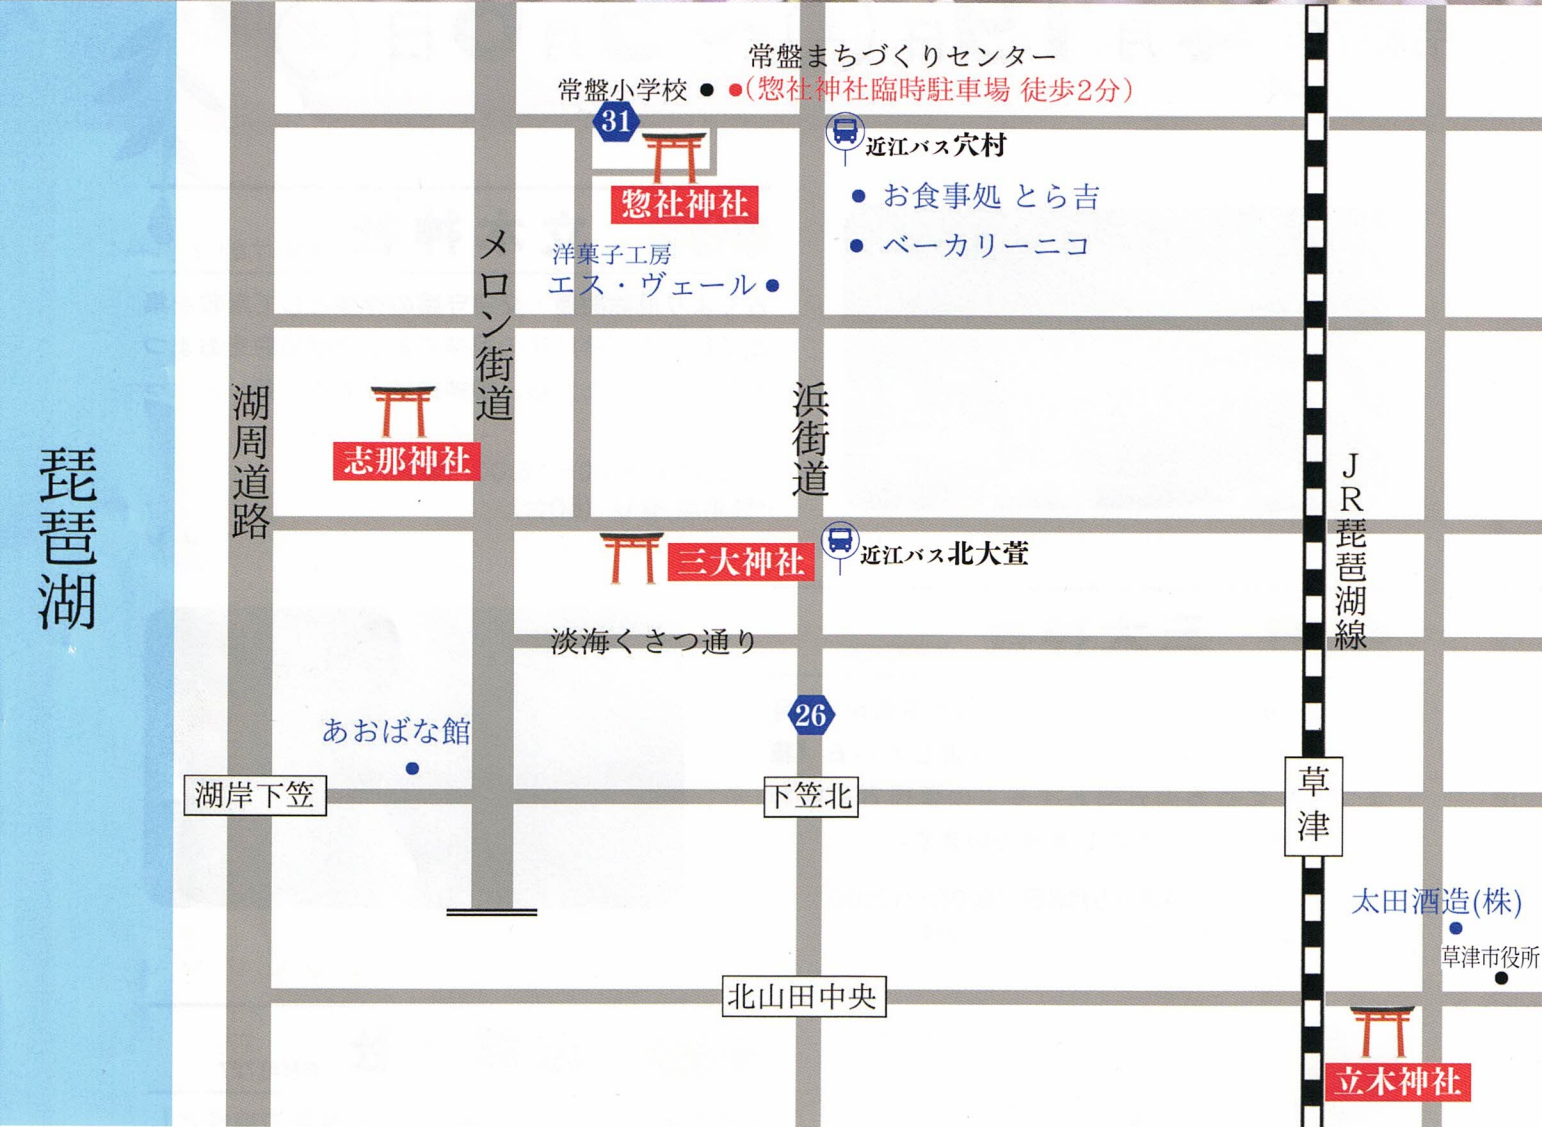 常盤まちづくりセンター
常盤小学校
(惣社神社臨時駐車場 徒歩2分)
31
近江バス穴村
惣社神社
お食事処 とら吉
ベーカリーニコ
洋菓子工房
エス・ヴェール
メロン街道
湖周道路
浜街道
志那神社
琵琶湖
JR琵琶湖線
三大神社
近江バス北大萱
淡海くさつ通り
26
あおばな館
湖岸下笠
下笠北
草津
太田酒造(株)
草津市役所
北山田中央
立木神社